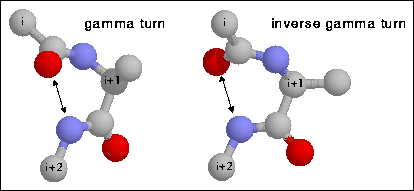 gamma turn
inverse gamma turn
i
i
i+1
i+1
i+2
i+2